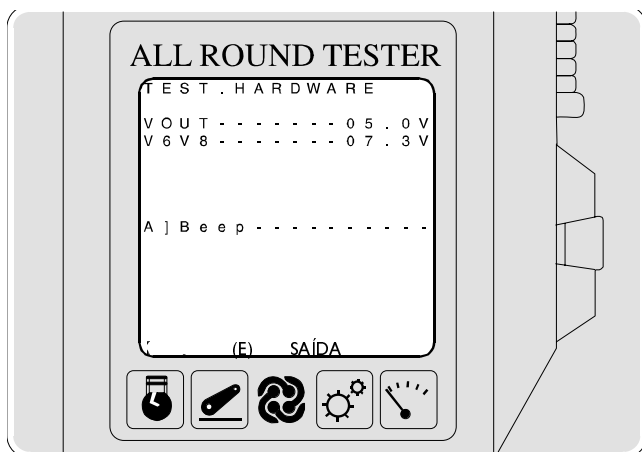 ALL ROUND TESTER
TEST.HARDWARE
VOUT-------05.0V
V6V8-------07.3V
A]Beep----------
(E) SAÍDA